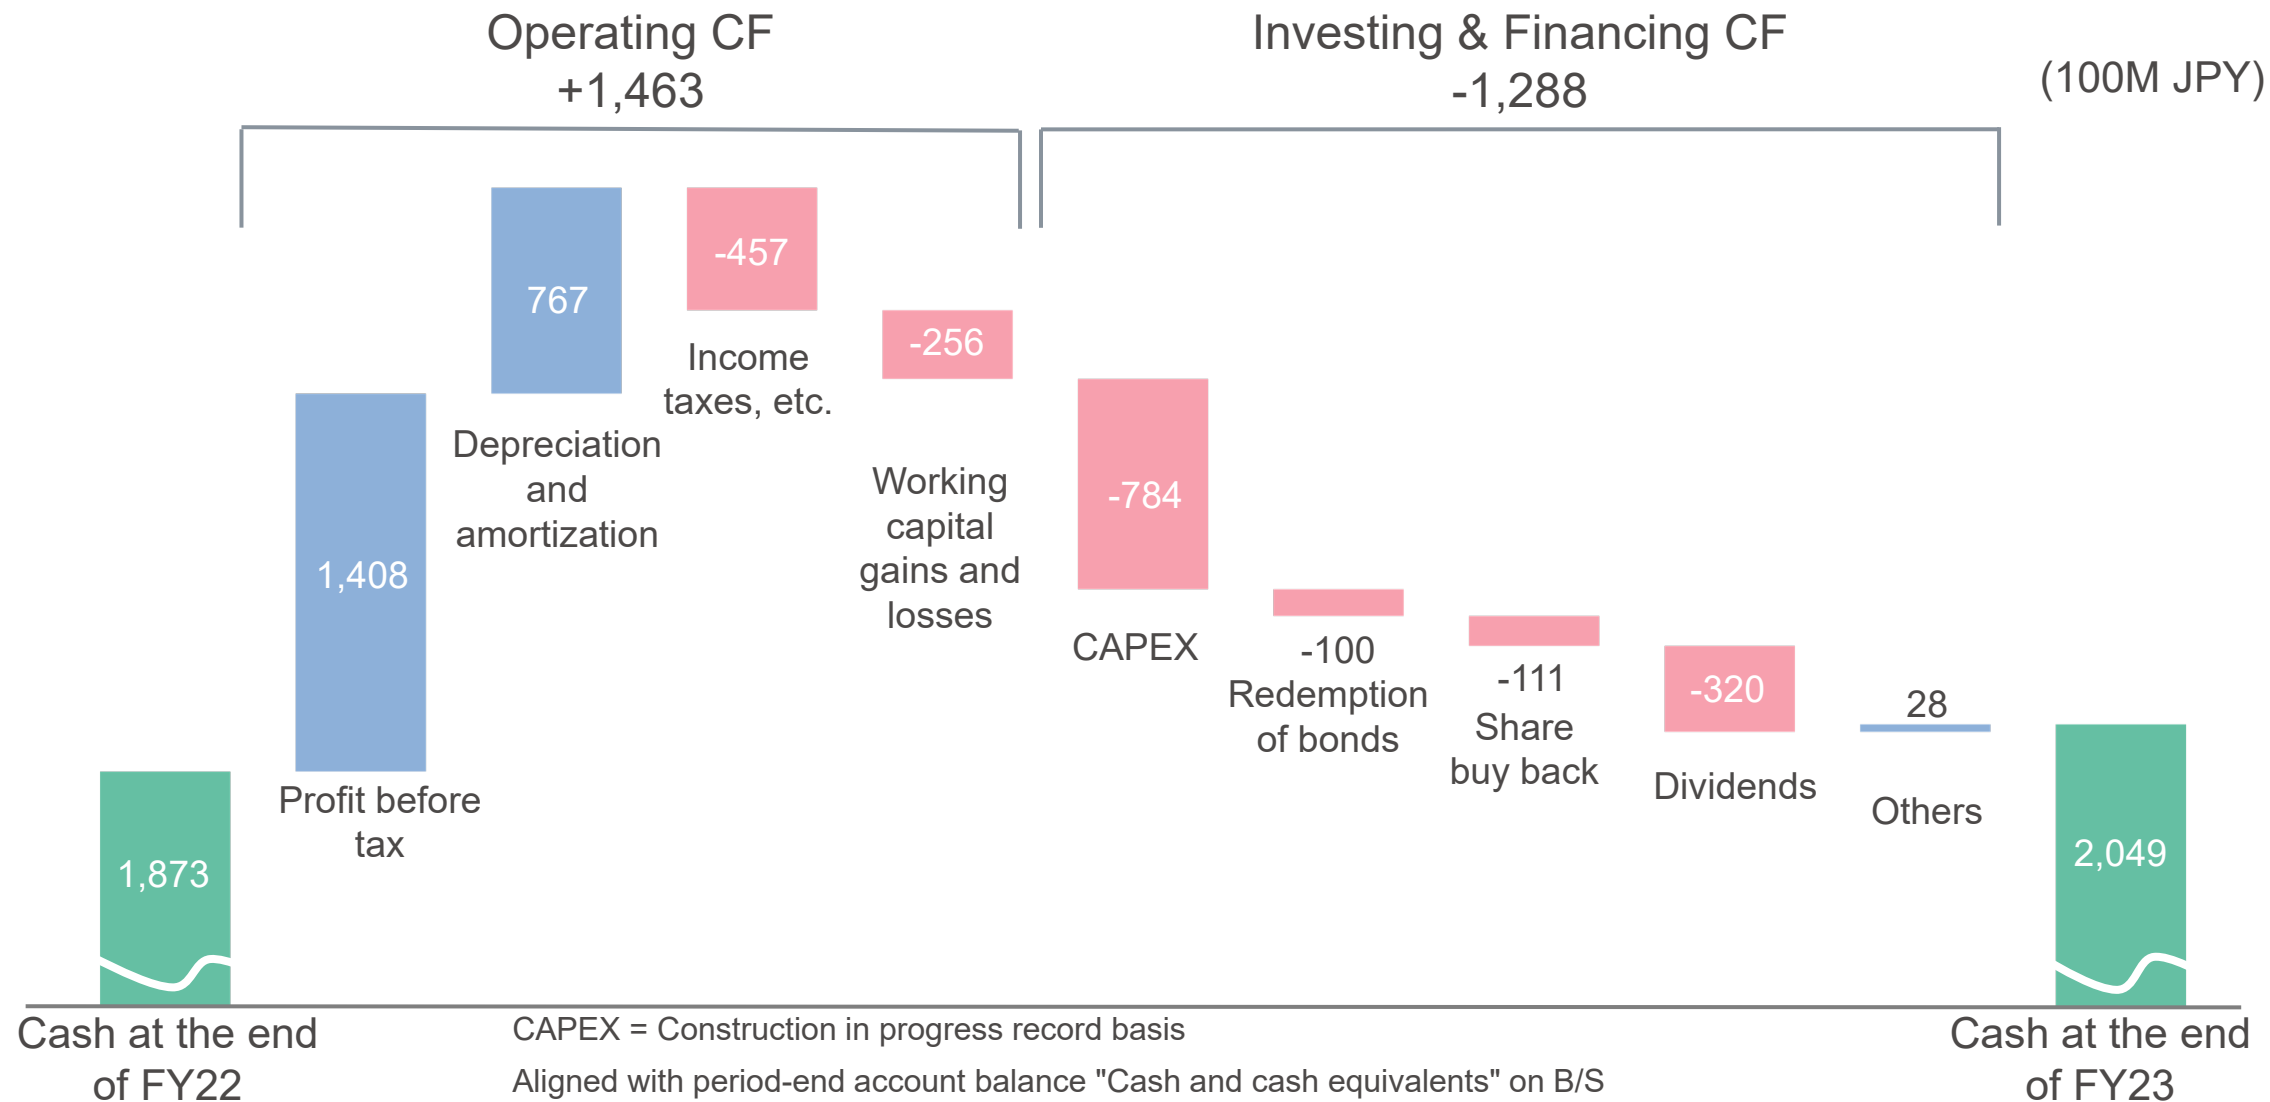 Operating CF
+1,463
Investing & Financing CF
-1,288
(100M JPY)
767
-457
-256
Income
taxes, etc.
Depreciation
and
amortization
Working
capital
gains and
losses
-784
1,408
CAPEX
-100
Redemption
of bonds
-111
Share
buy back
-320
Dividends
28
Others
Profit before
tax
1,873
2,049
Cash at the end
of FY22
CAPEX = Construction in progress record basis
Aligned with period-end account balance "Cash and cash equivalents" on B/S
Cash at the end
of FY23